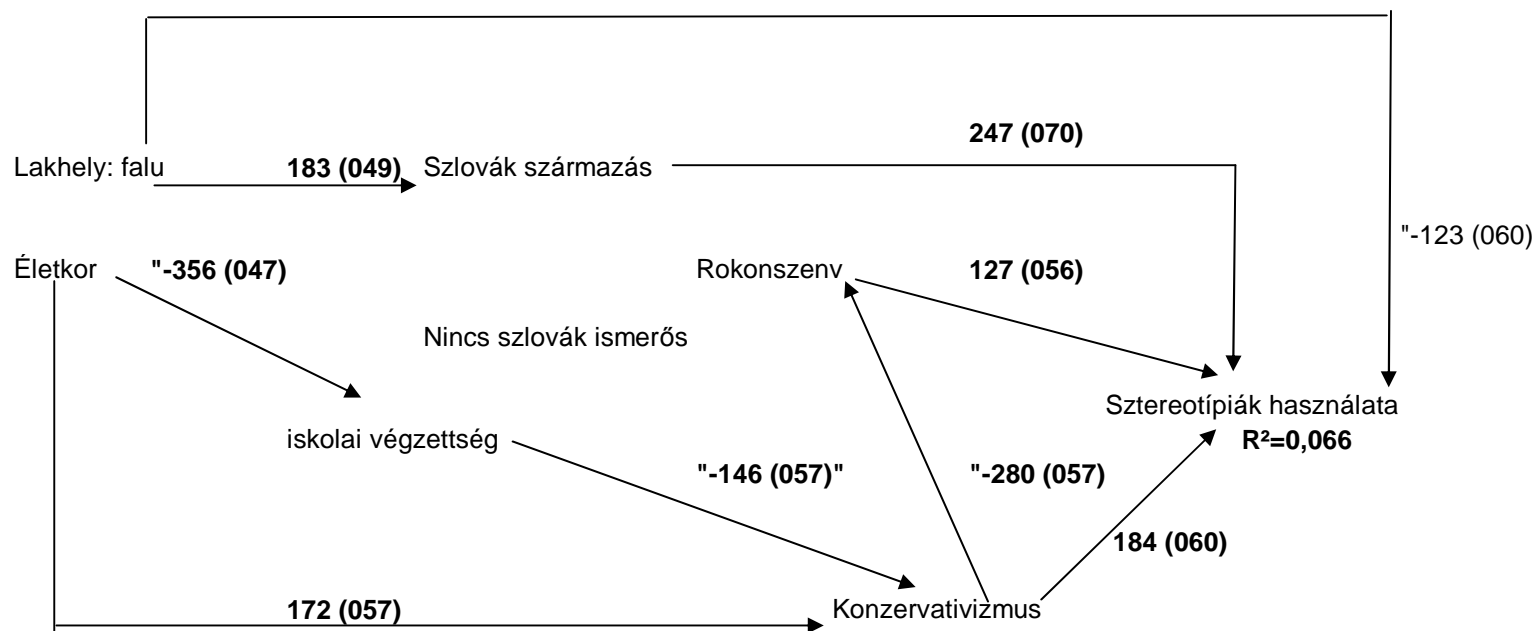 247 (070)
Lakhely: falu
183 (049)
Szlovák származás
"-123 (060)
Életkor
"-356 (047)
Rokonszenv
127 (056)
Nincs szlovák ismerős
Sztereotípiák használata
R²=0,066
iskolai végzettség
"-146 (057)"
"-280 (057)
184 (060)
172 (057)
Konzervativizmus